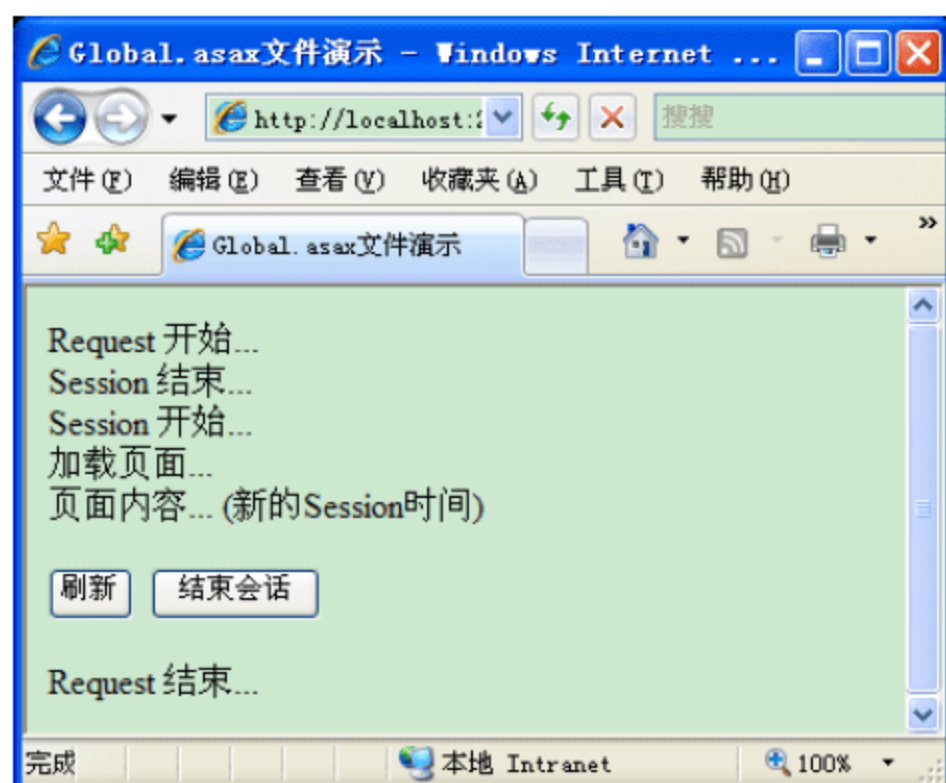 Global.asax文件演示 - Windows Internet ...
http://localhost:2
搜搜
文件(F) 编辑(E) 查看(V) 收藏夹(A) 工具(T) 帮助(H)
Global.asax文件演示
Request 开始...
Session 结束...
Session 开始...
加载页面...
页面内容... (新的Session时间)
刷新 结束会话
Request 结束...
完成 本地 Intranet 100%